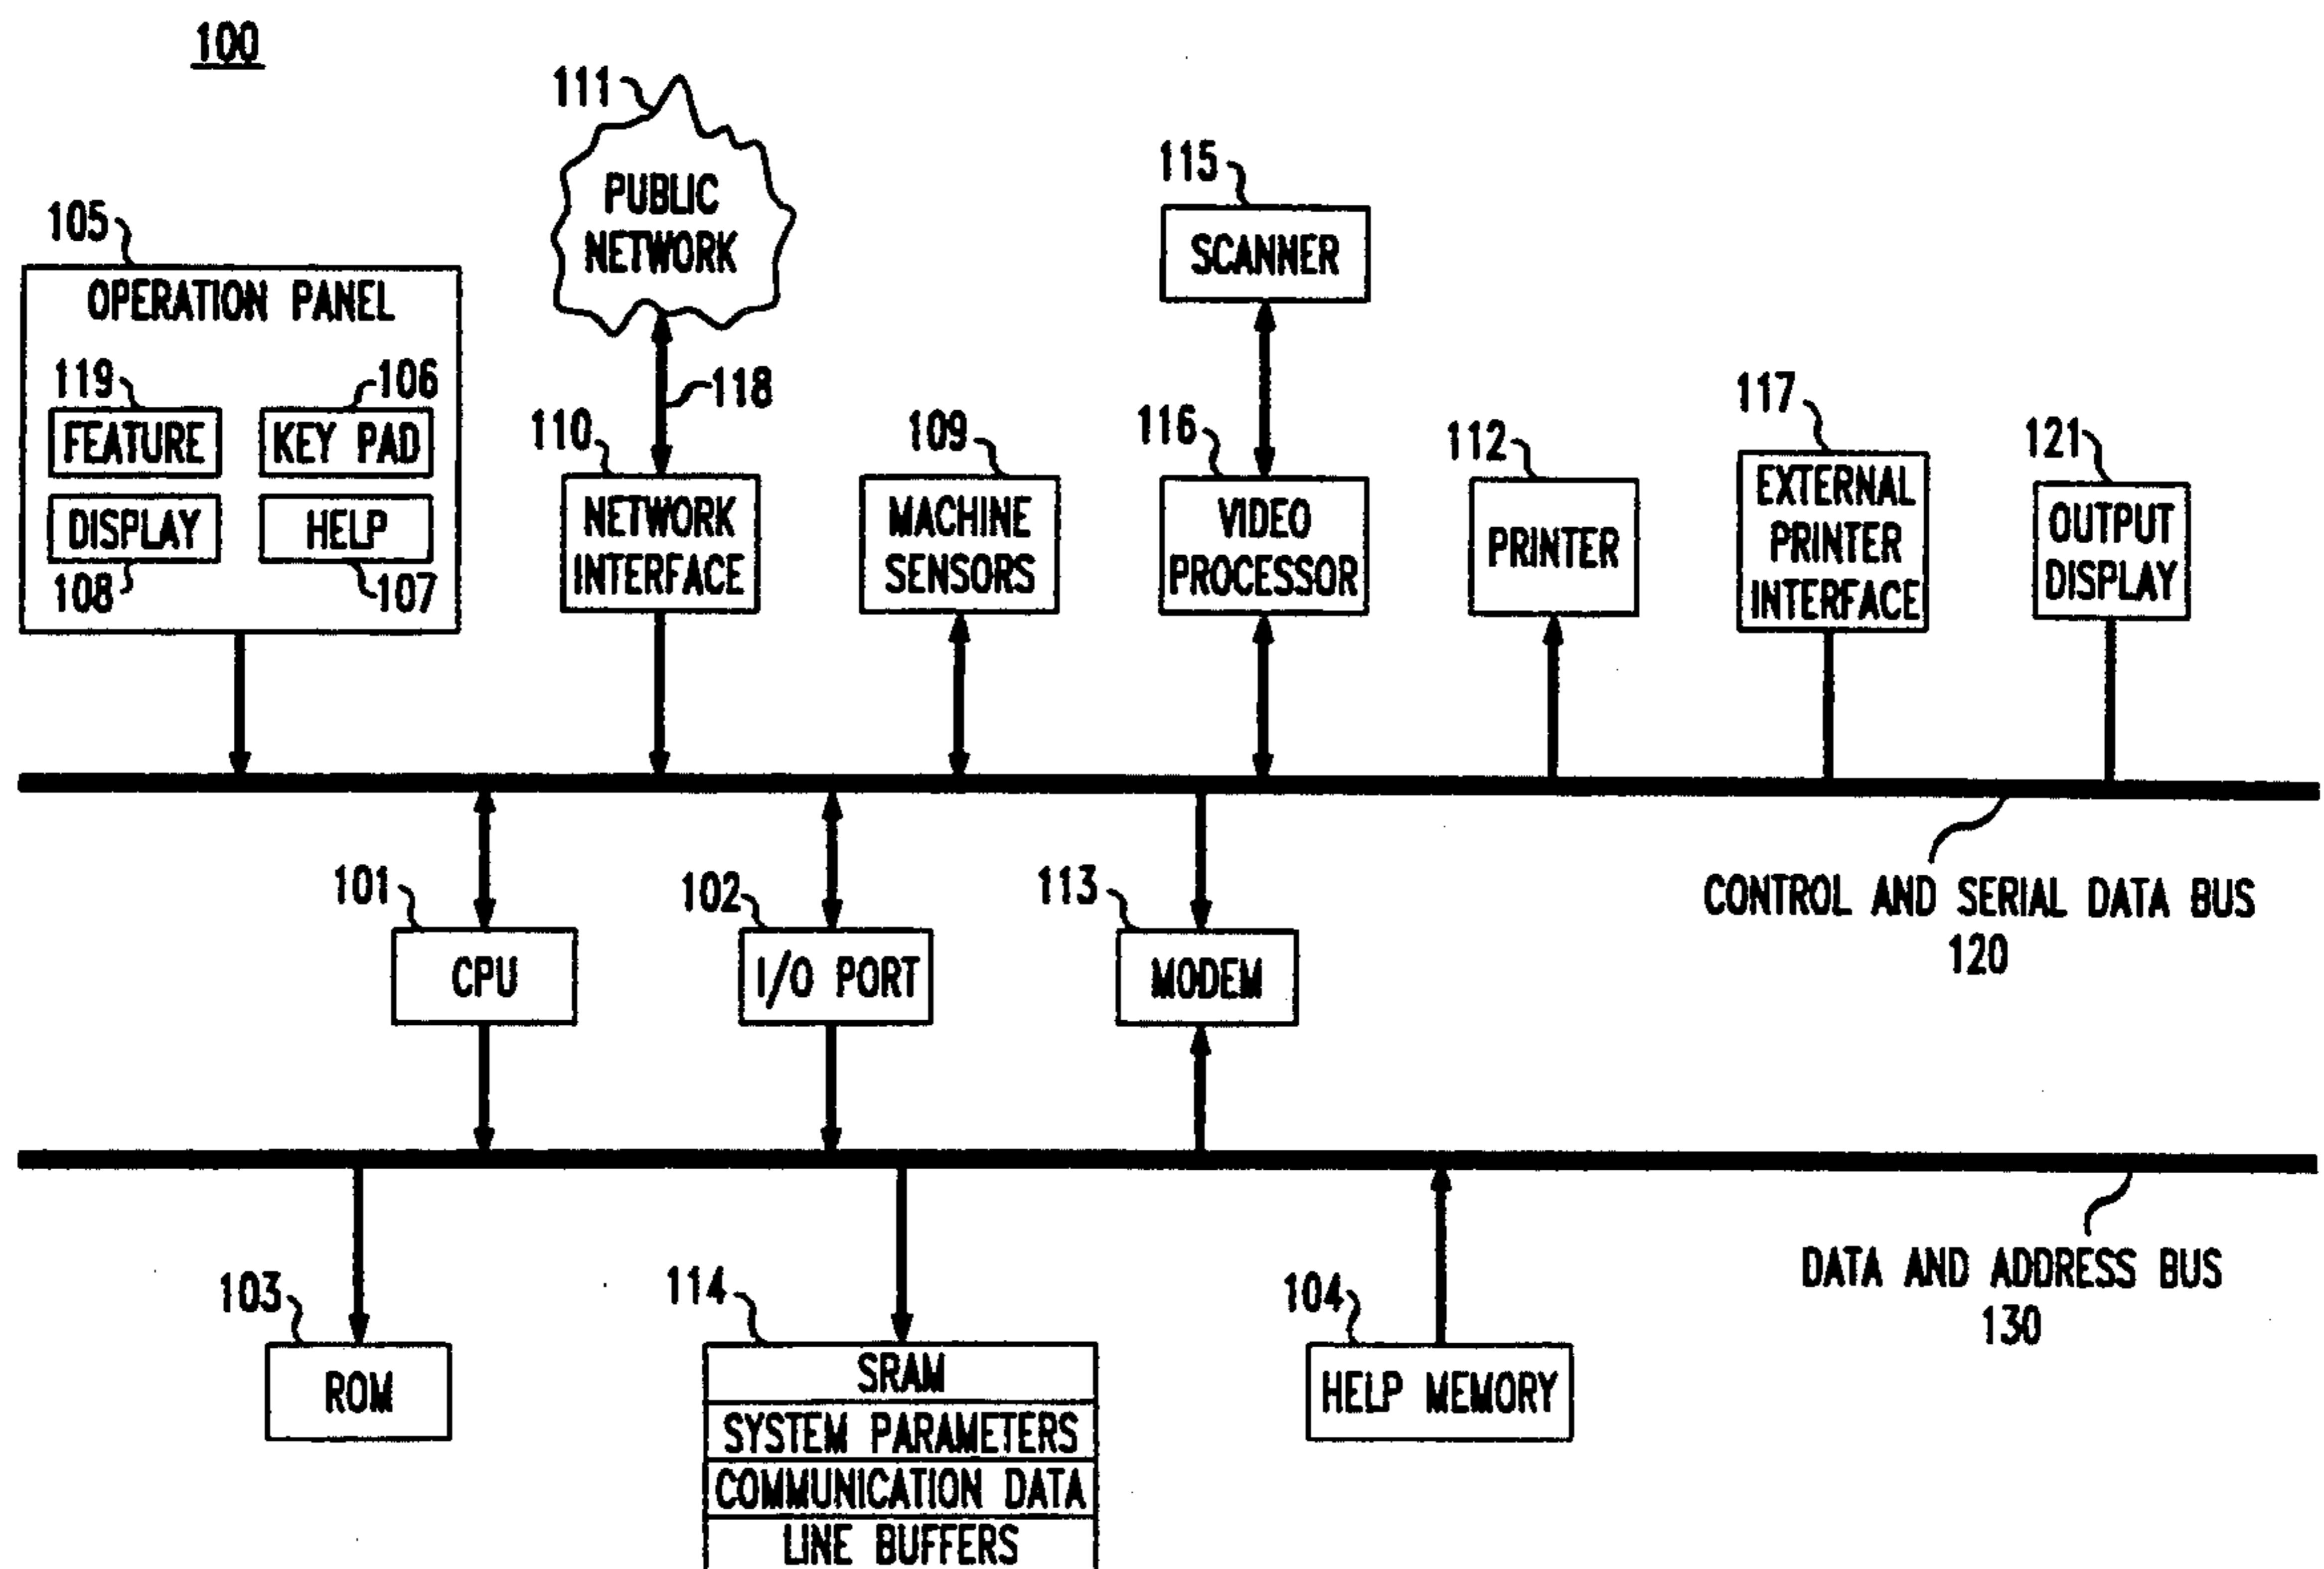 100
111
PUBLIC
NETWORK
115
SCANNER
105
OPERATION PANEL
119
106
FEATURE
KEY PAD
DISPLAY
HELP
108
107
118
110
NETWORK
INTERFACE
109
MACHINE
SENSORS
116
VIDEO
PROCESSOR
112
PRINTER
117
EXTERNAL
PRINTER
INTERFACE
121
OUTPUT
DISPLAY
101
CPU
102
I/O PORT
113
MODEM
CONTROL AND SERIAL DATA BUS
120
103
ROM
114
SRAM
SYSTEM PARAMETERS
COMMUNICATION DATA
LINE BUFFERS
104
HELP MEMORY
DATA AND ADDRESS BUS
130